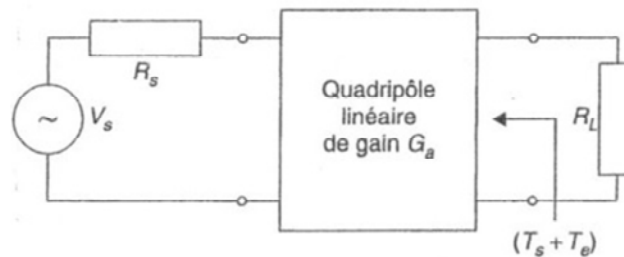 R_s
V_s
~
Quadripôle
linéaire
de gain G_a
R_L
(T_s + T_e)